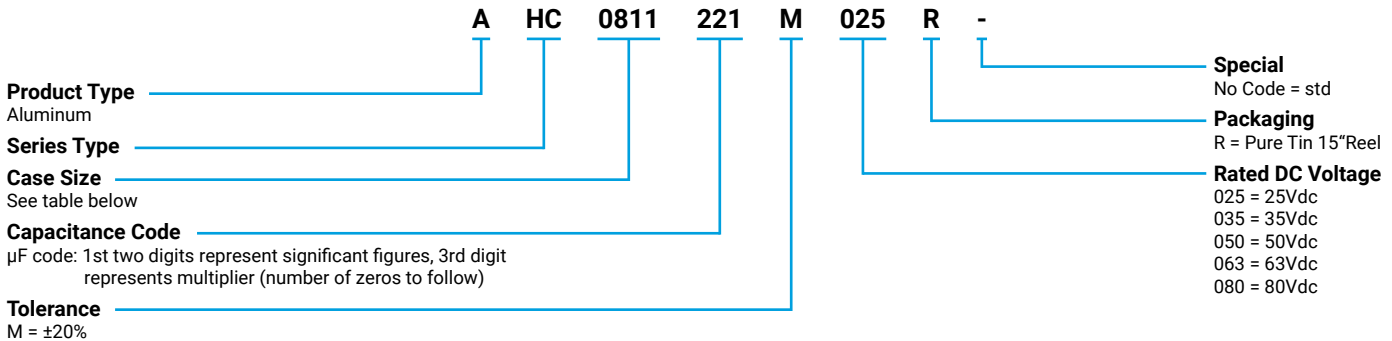 A HC 0811 221 M 025 R -
Product Type
Aluminum
Series Type
Case Size
See table below
Capacitance Code
µF code: 1st two digits represent significant figures, 3rd digit
represents multiplier (number of zeros to follow)
Tolerance
M = ±20%
Special
No Code = std
Packaging
R = Pure Tin 15“Reel
Rated DC Voltage
025 = 25Vdc
035 = 35Vdc
050 = 50Vdc
063 = 63Vdc
080 = 80Vdc